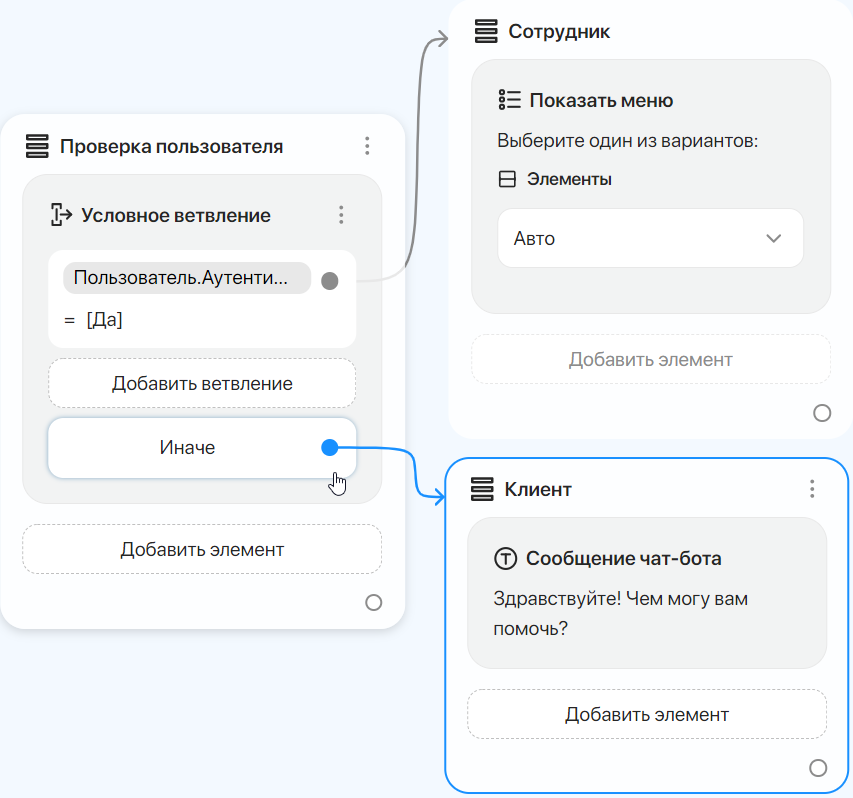 Проверка пользователя
Условное ветвление
Пользователь.Аутенти...
= [Да]
Добавить ветвление
Иначе
Добавить элемент
Сотрудник
Показать меню
Выберите один из вариантов:
Элементы
Авто
Добавить элемент
Клиент
Сообщение чат-бота
Здравствуйте! Чем могу вам
помочь?
Добавить элемент